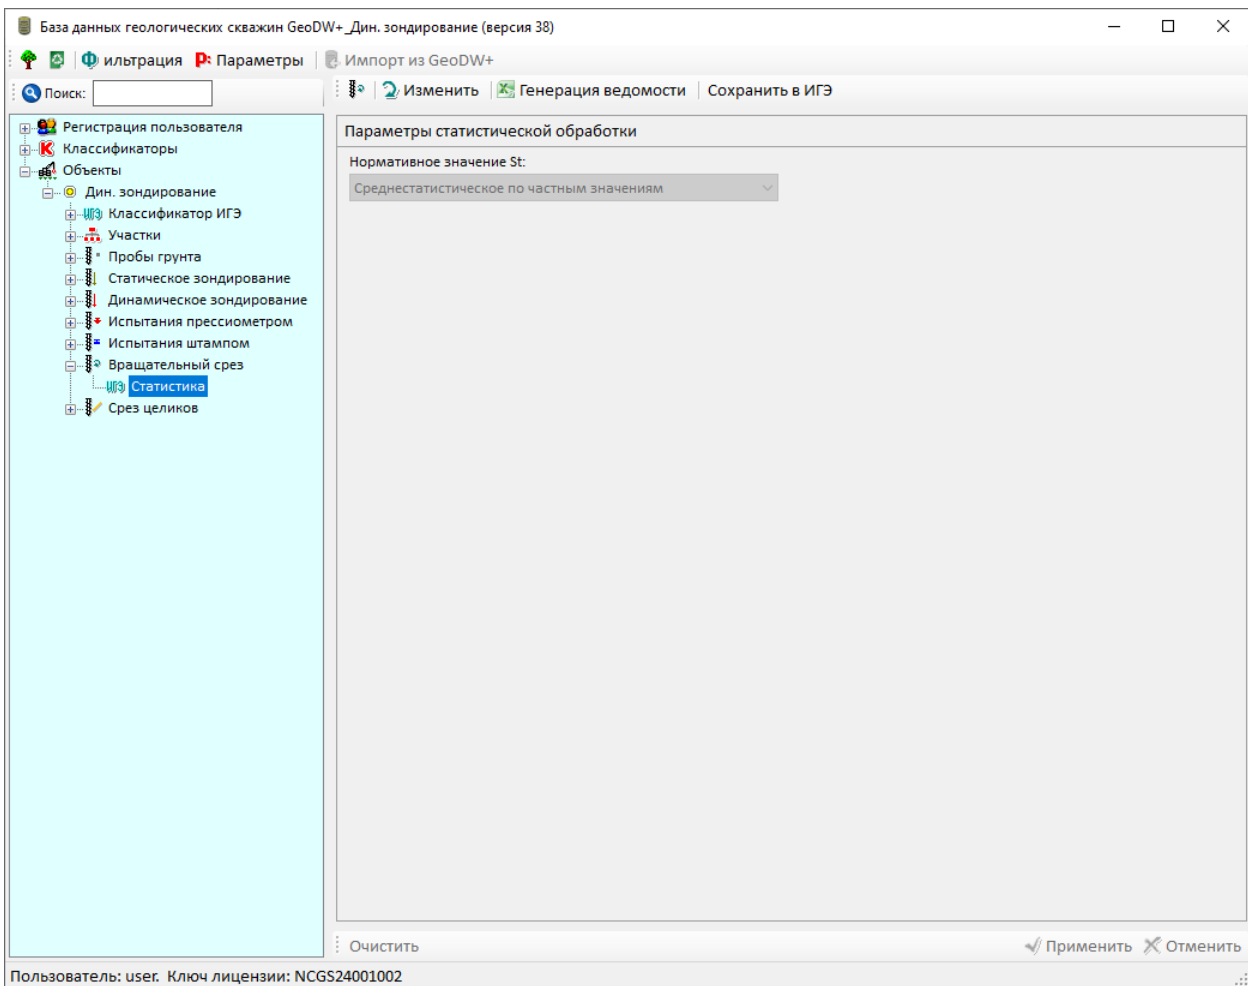 База данных геологических скважин GeoDW+_Дин. зондирование (версия 38)
Фильтрация Р: Параметры Импорт из GeoDW+
Поиск: Изменить Генерация ведомости Сохранить в ИГЭ
Регистрация пользователя
К Классификаторы
Объекты
Дин. зондирование
ИГЭ Классификатор ИГЭ
Участки
Пробы грунта
Статическое зондирование
Динамическое зондирование
Испытания прессиометром
Испытания штампом
Вращательный срез
ИГЭ Статистика
Срез целиков
Параметры статистической обработки
Нормативное значение St:
Среднестатистическое по частным значениям
Очистить Применить Отменить
Пользователь: user. Ключ лицензии: NCGS24001002